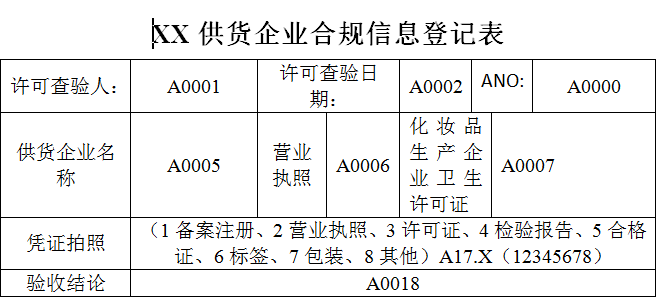 XX 供货企业合规信息登记表
许可查验人： A0001 许可查验日期： A0002 ANO: A0000
供货企业名称 A0005 营业执照 A0006 化妆品生产企业卫生许可证 A0007
凭证拍照 （1 备案注册、2 营业执照、3 许可证、4 检验报告、5 合格
证、6 标签、7 包装、8 其他）A17.X（12345678）
验收结论 A0018